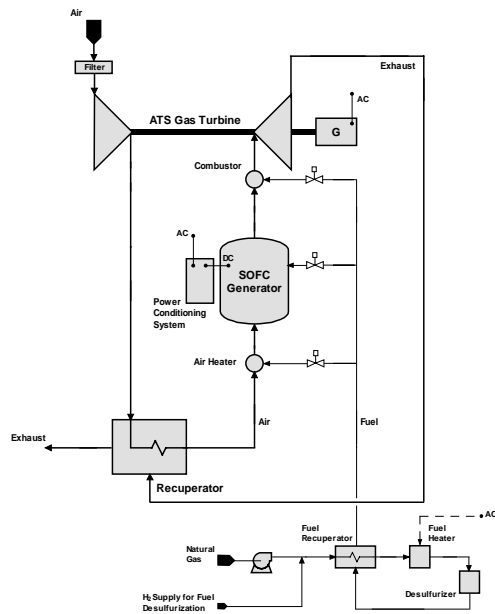 Air
Filter
Exhaust
ATS Gas Turbine
AC
G
Combustor
AC
DC
SOFC
Generator
Power
Conditioning
System
Air Heater
Air
Fuel
Exhaust
Recuperator
AC
Natural
Gas
Fuel
Recuperator
Fuel
Heater
Desulfurizer
H2 Supply for Fuel
Desulfurization